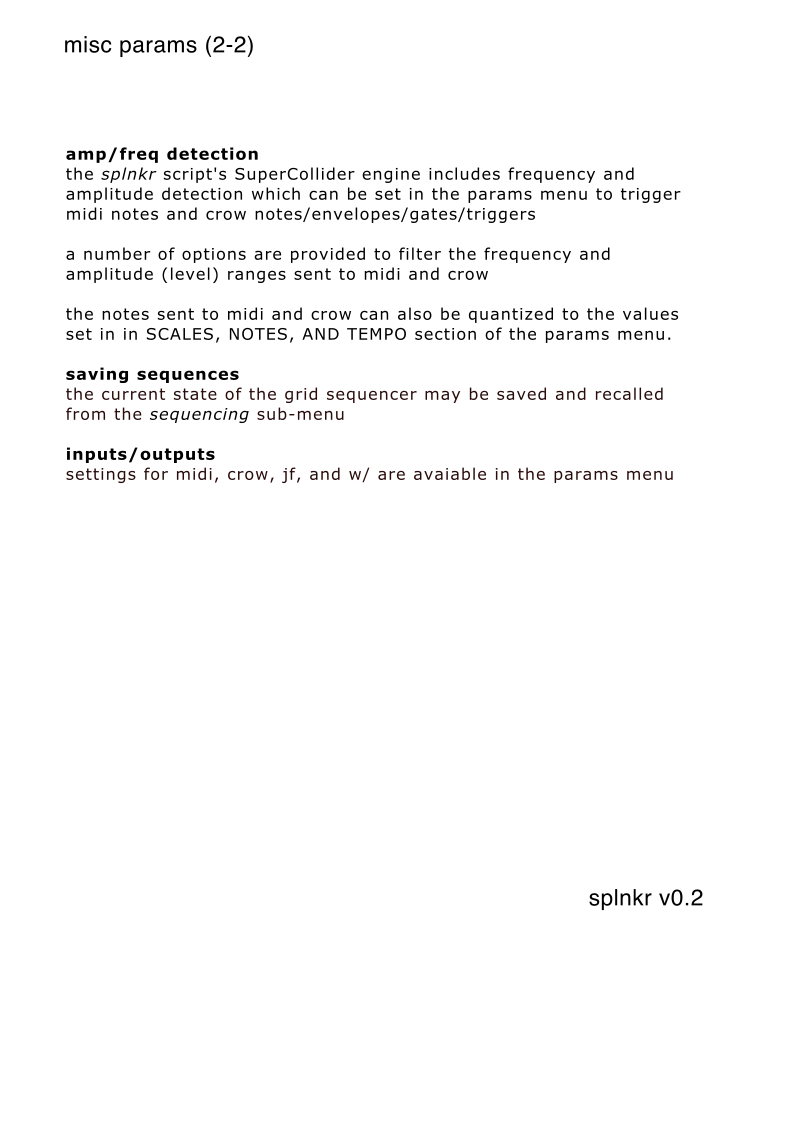 misc params (2-2)
amp/freq detection
the splnkr script's SuperCollider engine includes frequency and
amplitude detection which can be set in the params menu to trigger
midi notes and crow notes/envelopes/gates/triggers
a number of options are provided to filter the frequency and
amplitude (level) ranges sent to midi and crow
the notes sent to midi and crow can also be quantized to the values
set in in SCALES, NOTES, AND TEMPO section of the params menu.
saving sequences
the current state of the grid sequencer may be saved and recalled
from the sequencing sub-menu
inputs/outputs
settings for midi, crow, jf, and w/ are avaiable in the params menu
splnkr v0.2